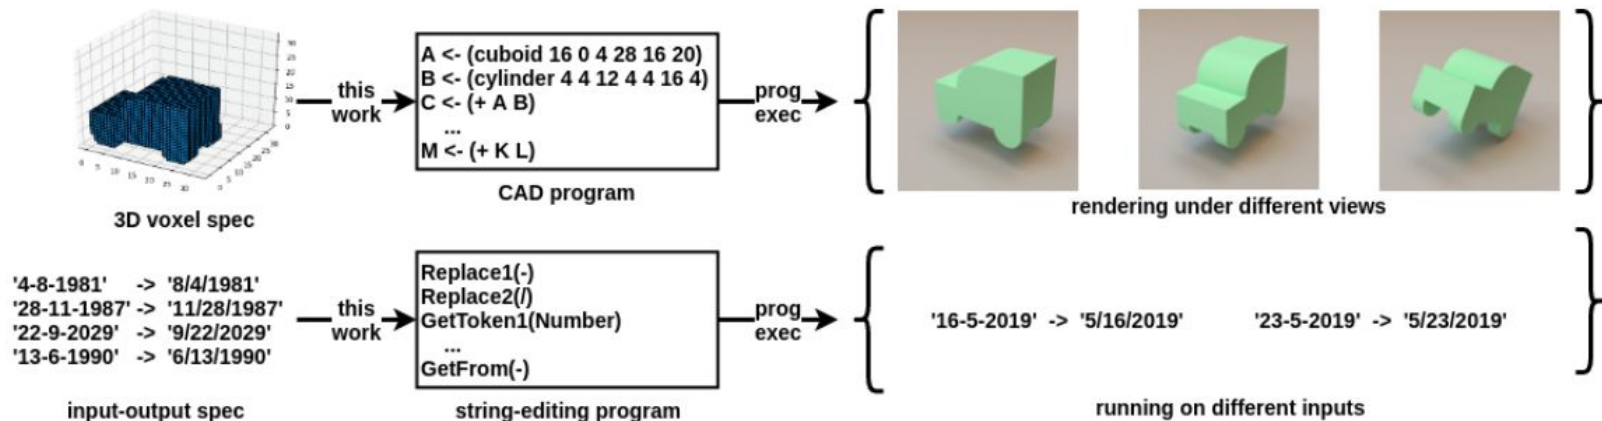 this
work
A <- (cuboid 16 0 4 28 16 20)
B <- (cylinder 4 4 12 4 4 16 4)
C <- (+ A B)
...
M <- (+ K L)
prog
exec
3D voxel spec
CAD program
rendering under different views
'4-8-1981' -> '8/4/1981'
'28-11-1987' -> '11/28/1987'
'22-9-2029' -> '9/22/2029'
'13-6-1990' -> '6/13/1990'
this
work
Replace1(-)
Replace2(/)
GetToken1(Number)
...
GetFrom(-)
prog
exec
'16-5-2019' -> '5/16/2019' '23-5-2019' -> '5/23/2019'
input-output spec
string-editing program
running on different inputs